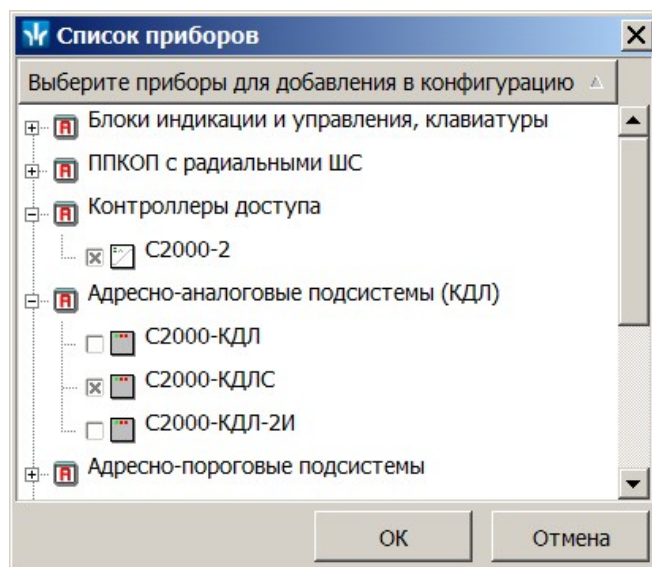 Список приборов
Выберите приборы для добавления в конфигурацию
Блоки индикации и управления, клавиатуры
ППКОП с радиальными ШС
Контроллеры доступа
С2000-2
Адресно-аналоговые подсистемы (КДЛ)
С2000-КДЛ
С2000-КДЛС
С2000-КДЛ-2И
Адресно-пороговые подсистемы
ОК
Отмена